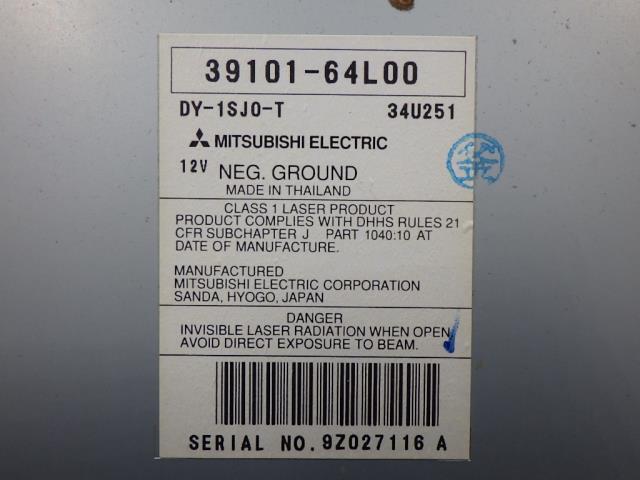 39101-64L00
DY-1SJ0-T 34U251
MITSUBISHI ELECTRIC
12V NEG. GROUND
MADE IN THAILAND
CLASS 1 LASER PRODUCT
PRODUCT COMPLIES WITH DHHS RULES 21
CFR SUBCHAPTER J PART 1040:10 AT
DATE OF MANUFACTURE.
MANUFACTURED
MITSUBISHI ELECTRIC CORPORATION
SANDA, HYOGO, JAPAN
DANGER
INVISIBLE LASER RADIATION WHEN OPEN
AVOID DIRECT EXPOSURE TO BEAM.
SERIAL NO. 9Z027116 A